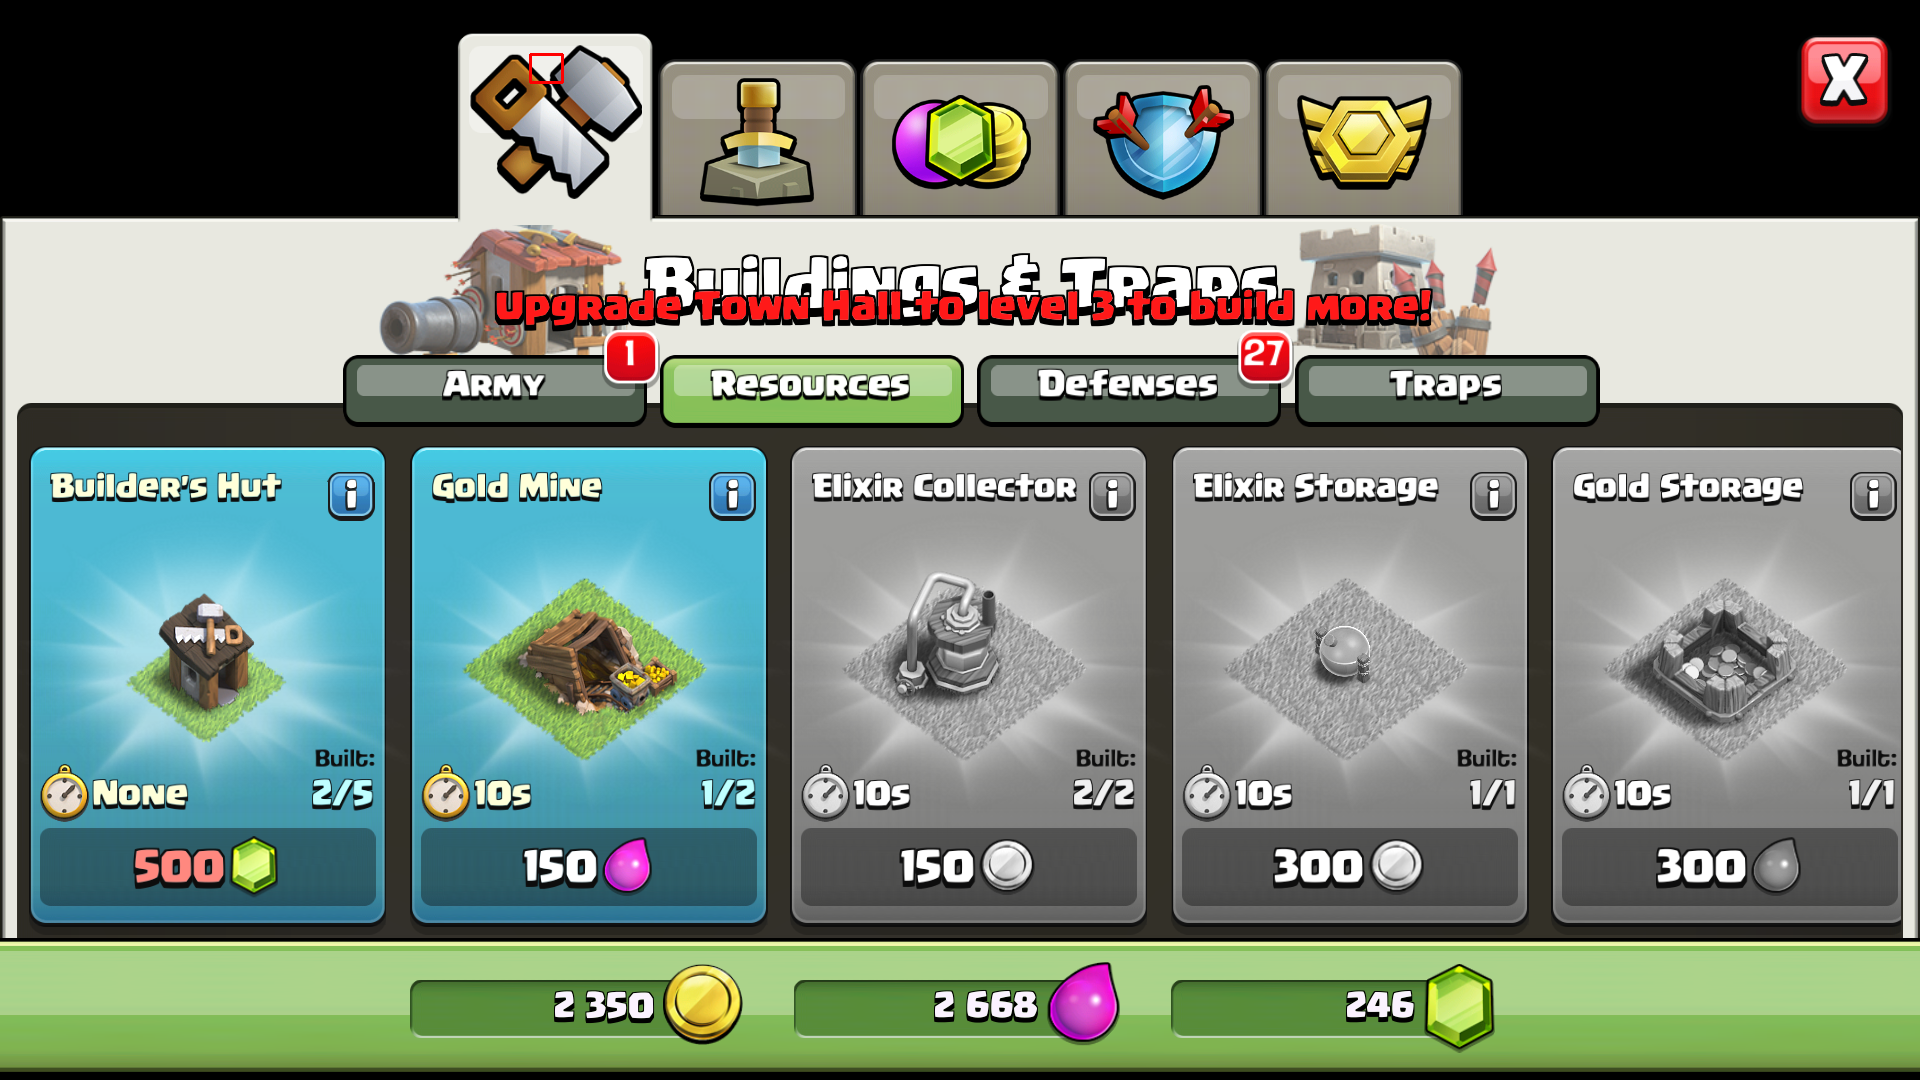 X
Buildings & Traps
Upgrade Town Hall to level 3 to build more!
Army 1
Resources
Defenses 27
Traps
Builder's Hut i
Gold Mine i
Elixir Collector i
Elixir Storage i
Gold Storage i
None Built: 2/5
10s Built: 1/2
10s Built: 2/2
10s Built: 1/1
10s Built: 1/1
500
150
150
300
300
2 350
2 668
246